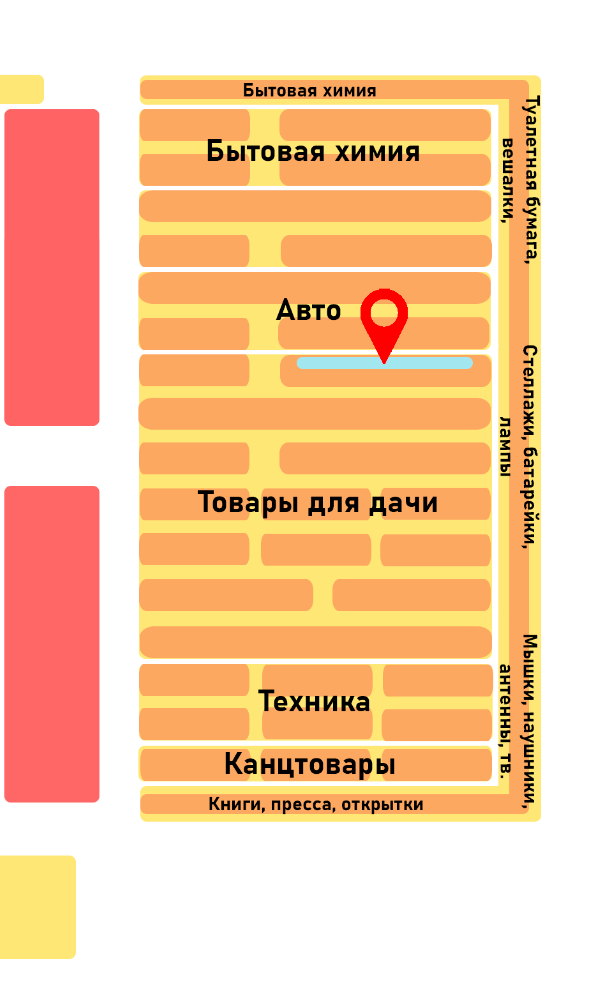 Бытовая химия
Бытовая химия
Туалетная бумага,
вешалки,
Авто
Стеллажи, батарейки,
лампы
Товары для дачи
Мышки, наушники,
антенны, тв.
Техника
Канцтовары
Книги, пресса, открытки